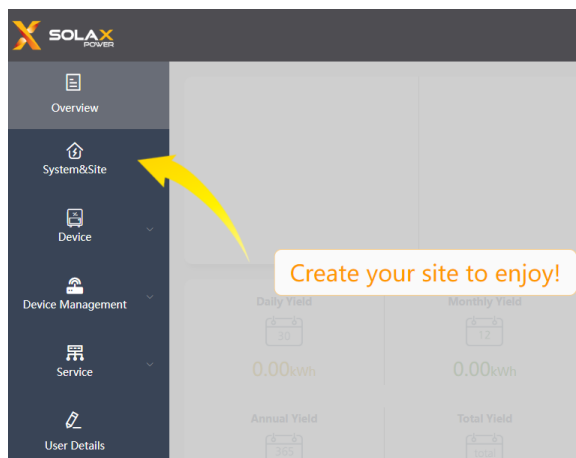 SOLAX
POWER
Overview
System&Site
Device
Create your site to enjoy!
Device Management
Daily Yield
Monthly Yield
30
12
Service
0.00kWh
0.00kWh
Annual Yield
Total Yield
User Details
365
total